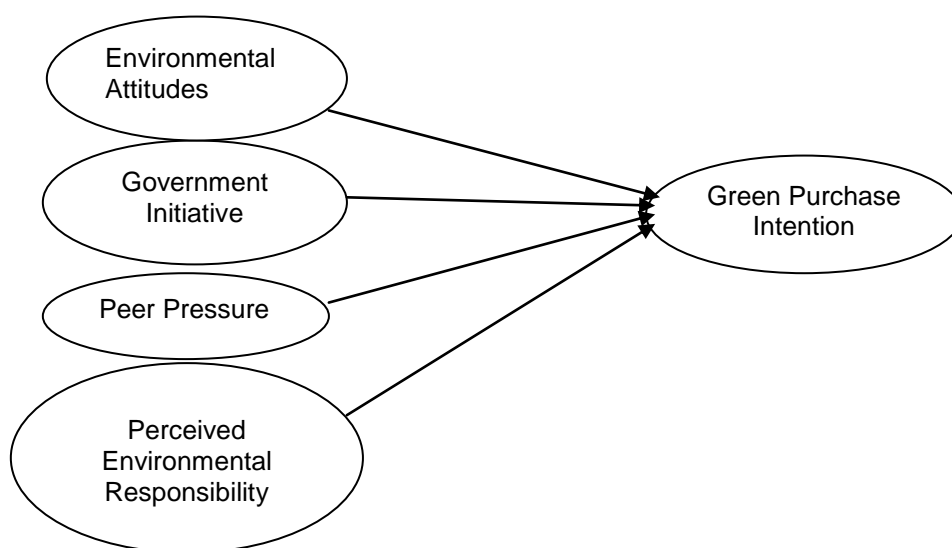 Environmental
Attitudes
Government
Initiative
Peer Pressure
Perceived
Environmental
Responsibility
Green Purchase
Intention